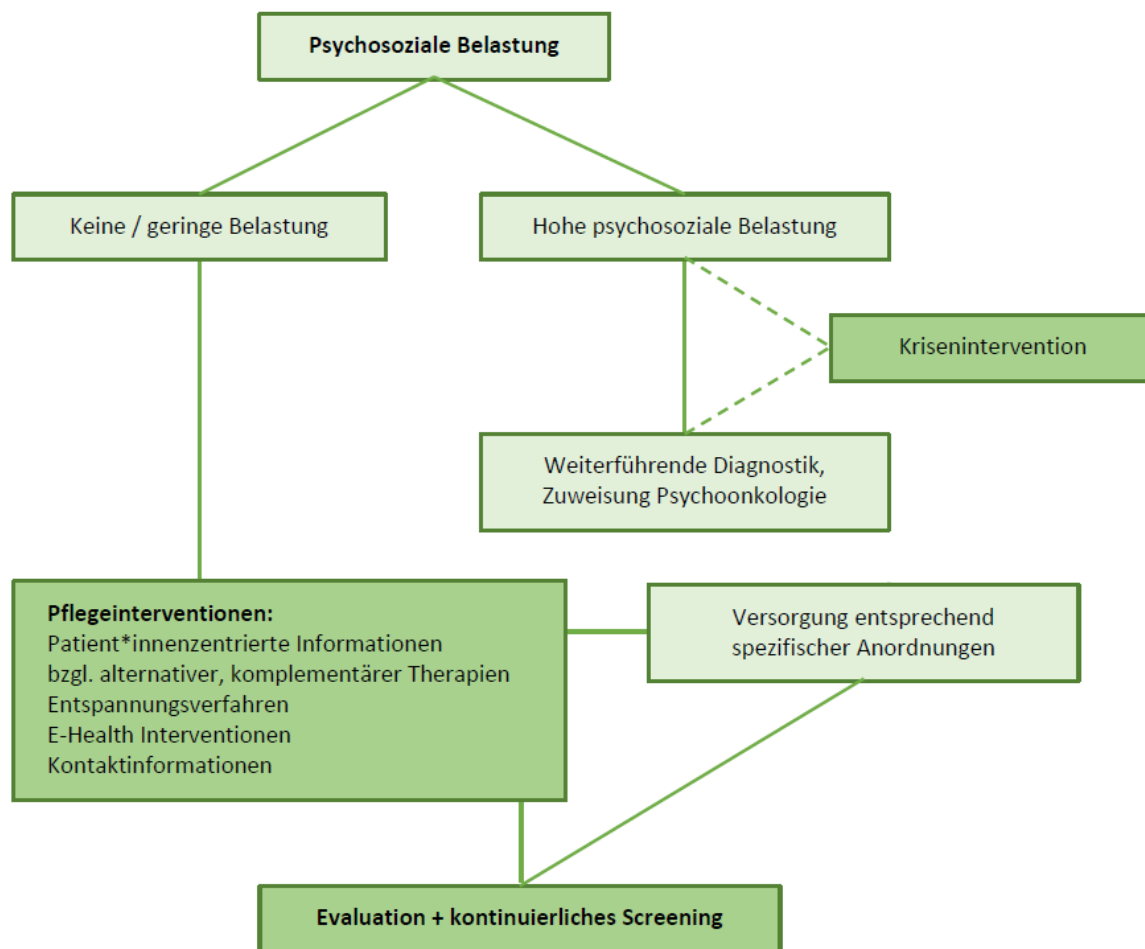 Psychosoziale Belastung
Keine / geringe Belastung
Hohe psychosoziale Belastung
Krisenintervention
Weiterführende Diagnostik,
Zuweisung Psychoonkologie
Pflegeinterventionen:
Patient*innenzentrierte Informationen
bzgl. alternativer, komplementärer Therapien
Entspannungsverfahren
E-Health Interventionen
Kontaktinformationen
Versorgung entsprechend
spezifischer Anordnungen
Evaluation + kontinuierliches Screening